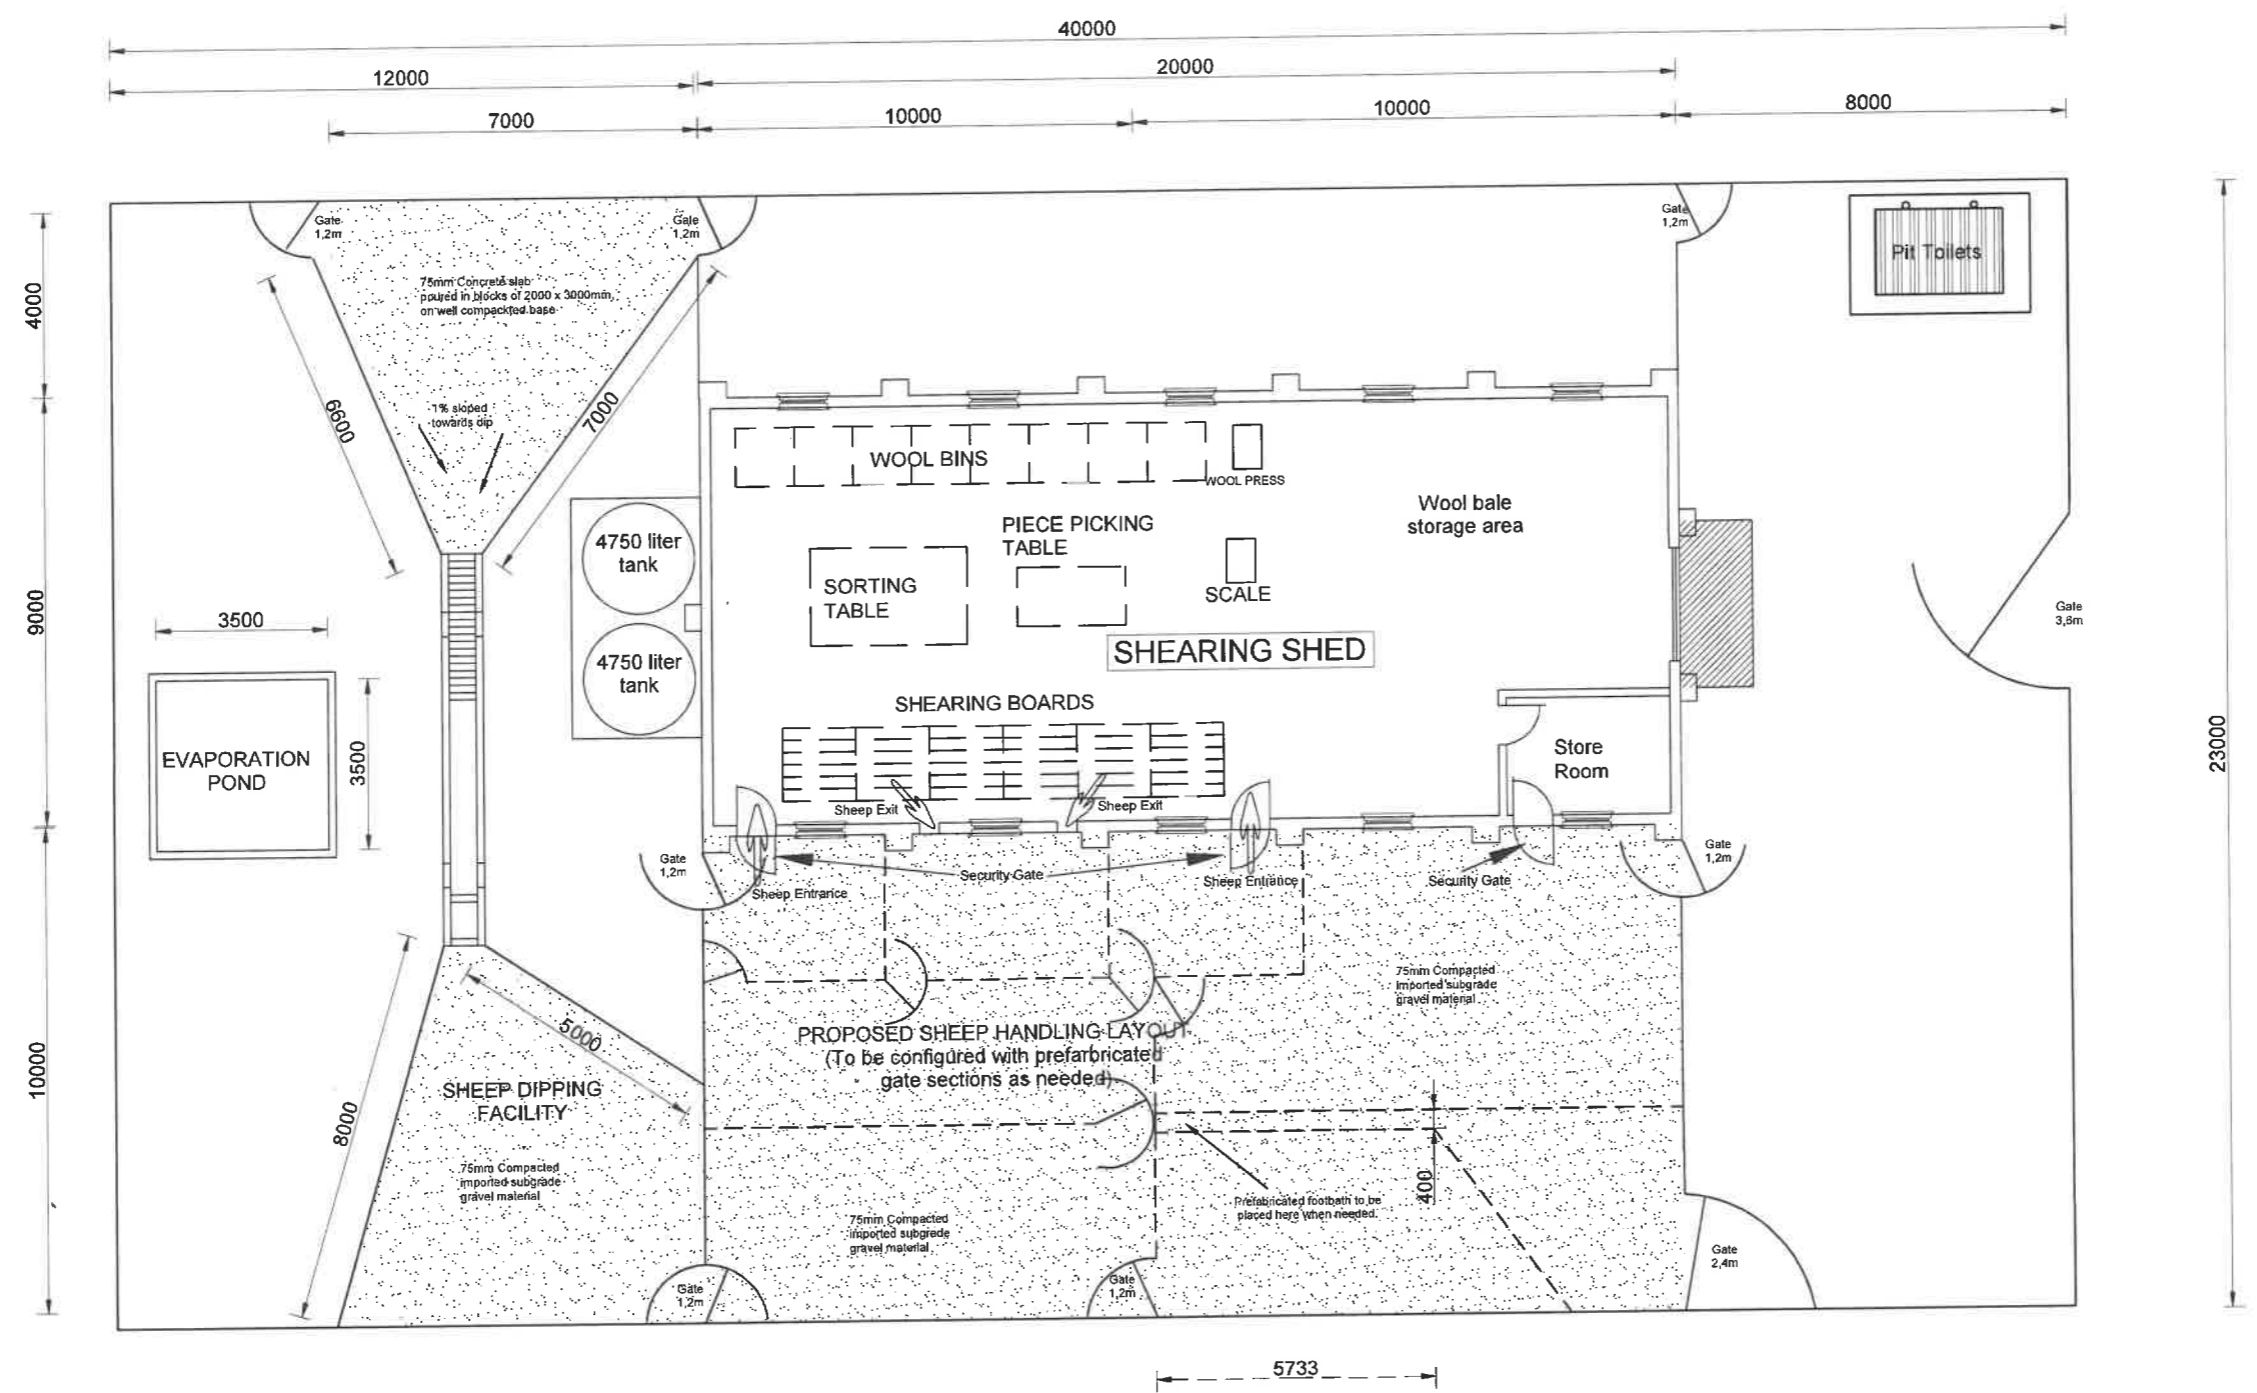 40000
12000
20000
7000
10000
10000
8000
Gate
1,2m
Gate
1,2m
Gate
1,2m
Pit Toilets
75mm Concrete slab
poured in blocks of 2000 x 3000mm,
on well compackted base
4000
6600
7000
1% sloped
towards dip
WOOL BINS
WOOL PRESS
Wool bale
storage area
PIECE PICKING
TABLE
4750 liter
tank
SORTING
TABLE
SCALE
9000
3500
Gate
3,6m
4750 liter
tank
SHEARING SHED
SHEARING BOARDS
23000
EVAPORATION
POND
3500
Store
Room
Sheep Exit
Sheep Exit
Gate
1,2m
Gate
1,2m
Security Gate
Sheep Entrance
Sheep Entrance
Security Gate
75mm Compacted
imported subgrade
gravel material
PROPOSED SHEEP HANDLING LAYOUT
(To be configured with prefarbricated
gate sections as needed)
5000
10000
SHEEP DIPPING
FACILITY
8000
75mm Compacted
imported subgrade
gravel material
400
Prefabricated footbath to be
placed here when needed.
75mm Compacted
imported subgrade
gravel material
Gate
2,4m
Gate
1,2m
Gate
1,2m
5733